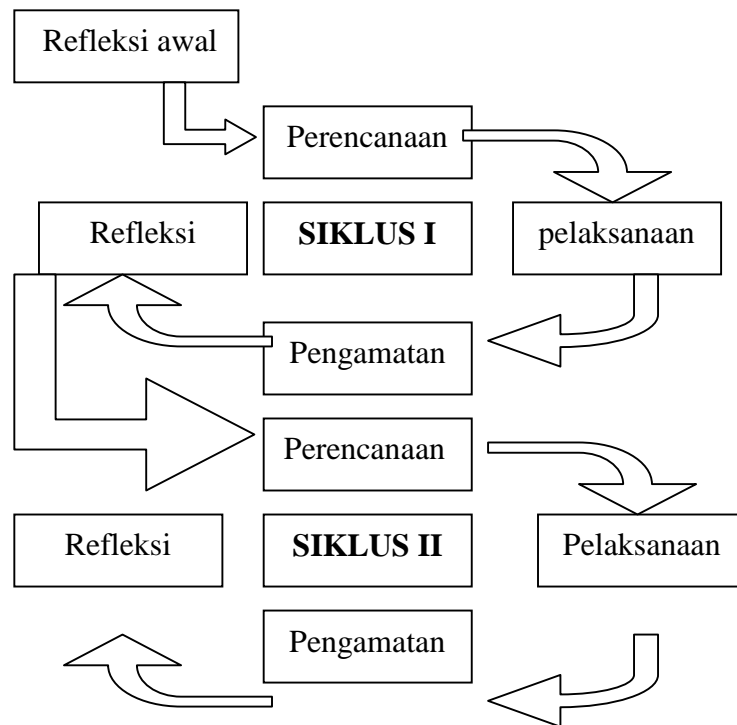 Refleksi awal
Perencanaan
Refleksi
SIKLUS I
pelaksanaan
Pengamatan
Perencanaan
Refleksi
SIKLUS II
Pelaksanaan
Pengamatan